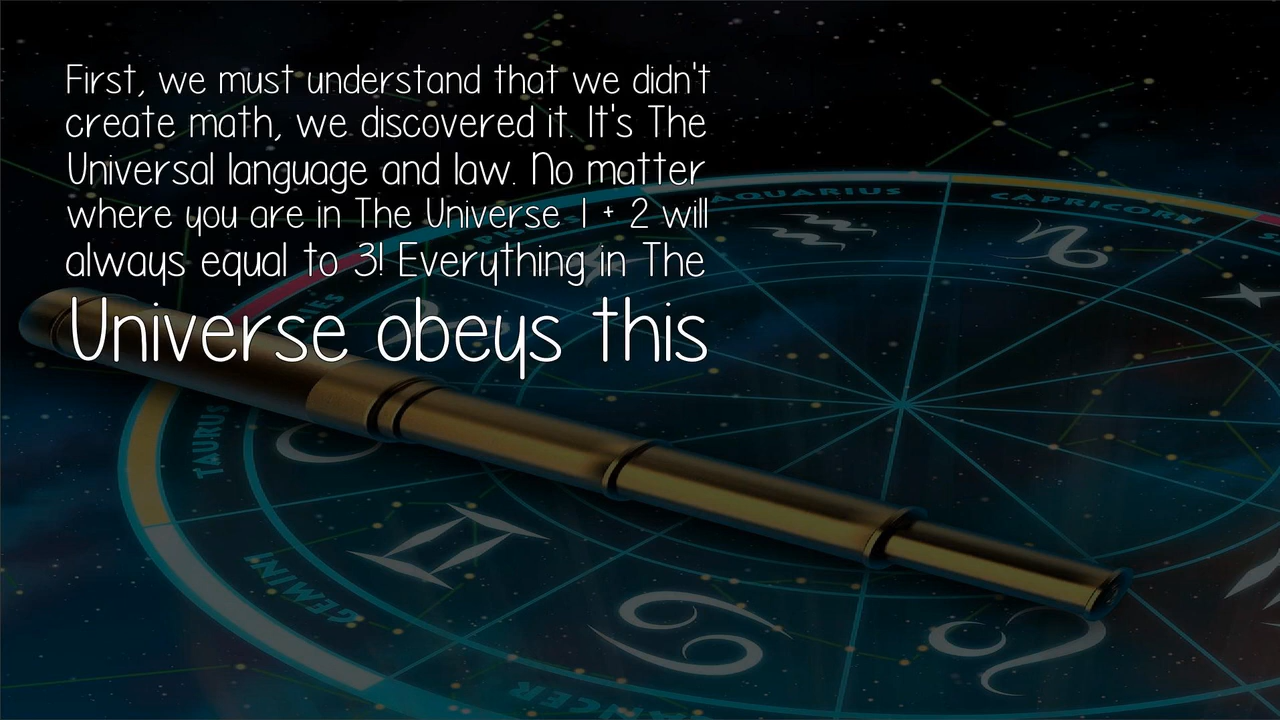 First, we must understand that we didn't
create math, we discovered it. It's The
Universal language and law. No matter
where you are in The Universe 1 + 2 will
always equal to 3! Everything in The
Universe obeys this
AQUARIUS
CAPRICORN
TAURUS
GEMINI
CANCER